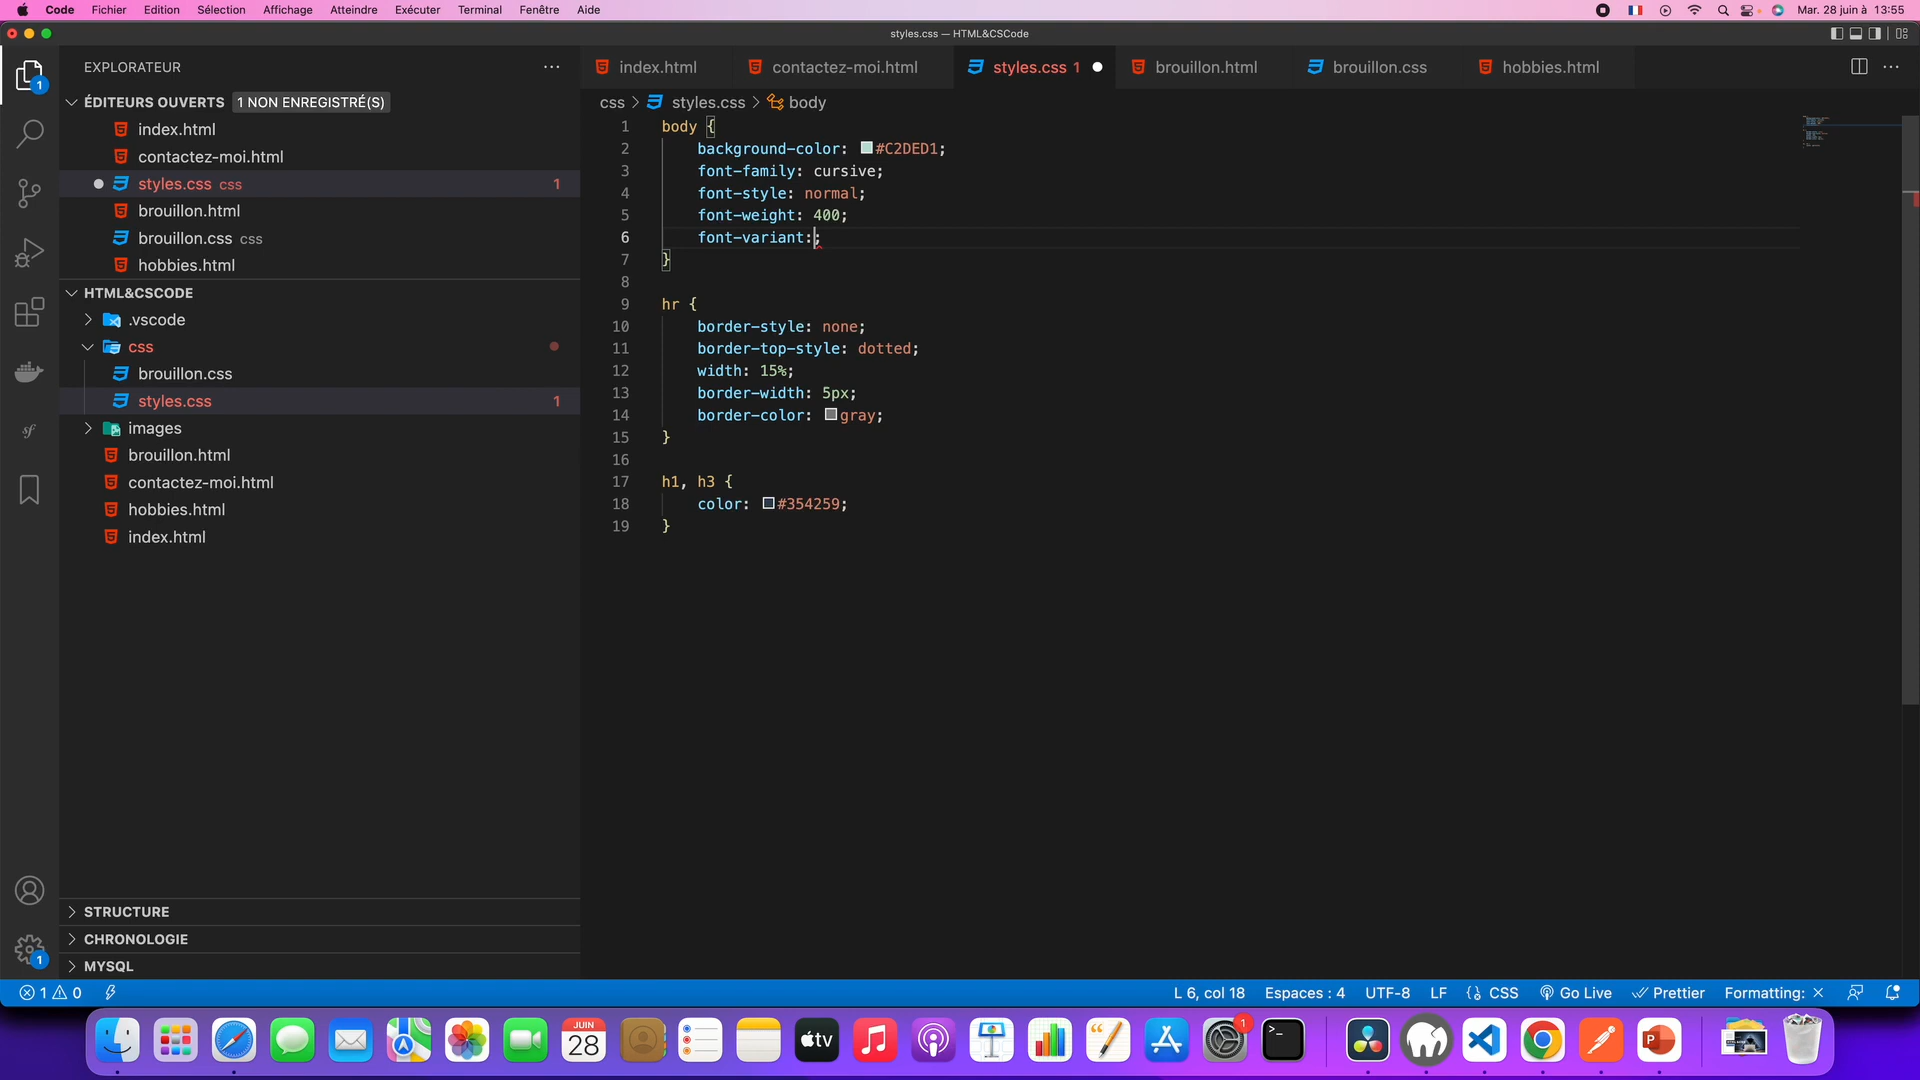 Code Fichier Edition Sélection Affichage Atteindre Exécuter Terminal Fenêtre Aide Mar. 28 juin à 13:55
styles.css — HTML&CSCode
EXPLORATEUR
ÉDITEURS OUVERTS 1 NON ENREGISTRÉ(S)
index.html
contactez-moi.html
styles.css css 1
brouillon.html
brouillon.css css
hobbies.html
HTML&CSCODE
.vscode
css
brouillon.css
styles.css 1
images
brouillon.html
contactez-moi.html
hobbies.html
index.html
STRUCTURE
CHRONOLOGIE
MYSQL
1
sf
1
index.html contactez-moi.html styles.css 1 brouillon.html brouillon.css hobbies.html
css > styles.css > body
1 body {
2 background-color: #C2DED1;
3 font-family: cursive;
4 font-style: normal;
5 font-weight: 400;
6 font-variant:;
7 }
8
9 hr {
10 border-style: none;
11 border-top-style: dotted;
12 width: 15%;
13 border-width: 5px;
14 border-color: gray;
15 }
16
17 h1, h3 {
18 color: #354259;
19 }
1 0 L 6, col 18 Espaces : 4 UTF-8 LF {} CSS Go Live Prettier Formatting: ×
JUIN
28
tv
1
>_
P